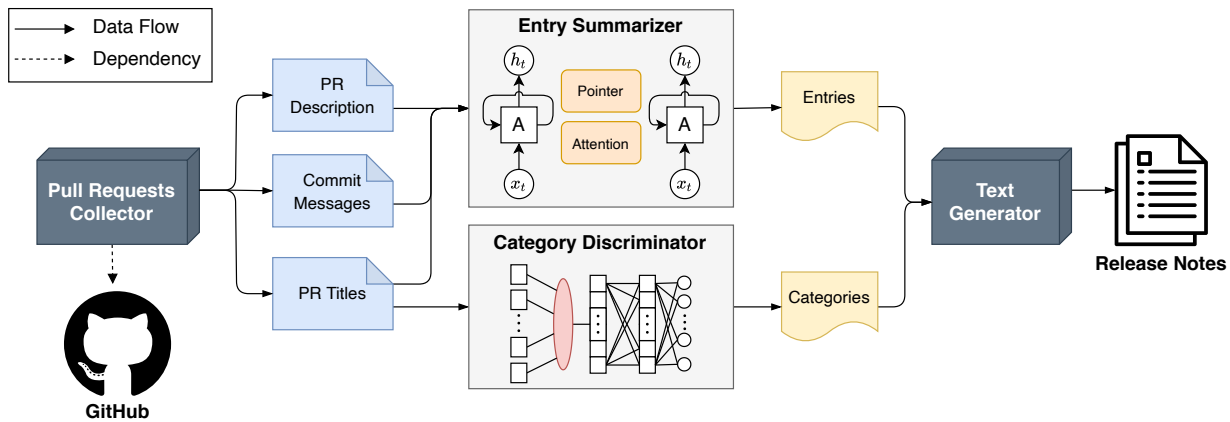 Data Flow
Dependency
Pull Requests
Collector
GitHub
PR
Description
Commit
Messages
PR Titles
Entry Summarizer
h_t
A
x_t
Pointer
Attention
h_t
A
x_t
Category Discriminator
Entries
Categories
Text
Generator
Release Notes